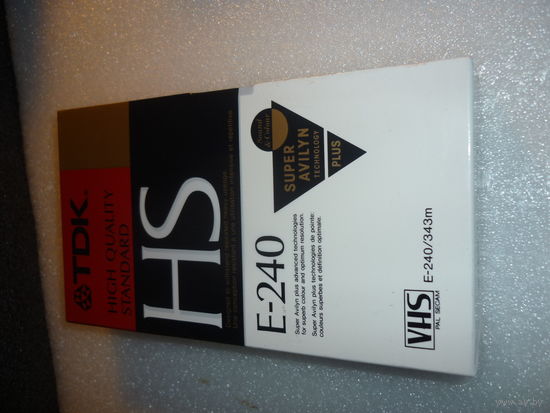 TDK
HIGH QUALITY
STANDARD
HS
Sound
& Colour
SUPER
AVILYN
TECHNOLOGY
PLUS
E-240
Super Avilyn plus advanced technologies
for superb colour and optimum resolution.
Super Avilyn plus technologies de pointe:
couleurs superbes et définition optimale.
VHS
PAL SECAM
E-240/343m